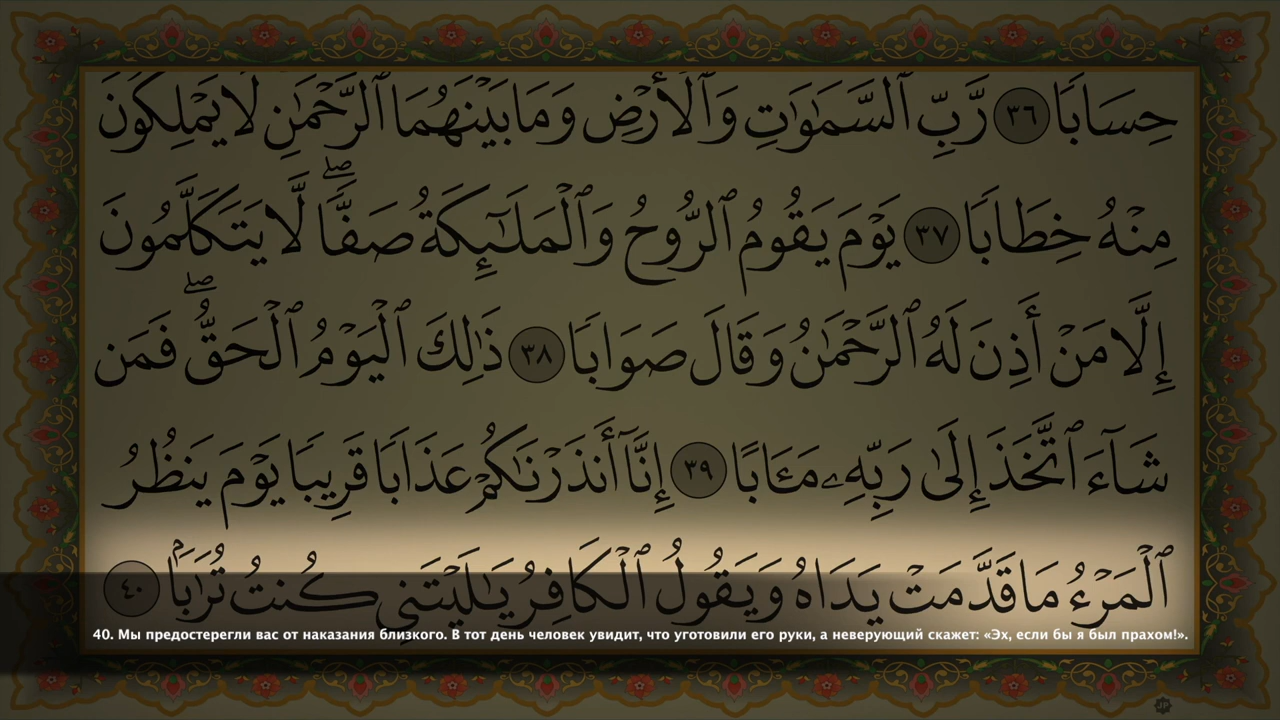 حِسَابًا ٣٦ رَّبِّ ٱلسَّمَٰوَٰتِ وَٱلْأَرْضِ وَمَا بَيْنَهُمَا ٱلرَّحْمَٰنِ لَا يَمْلِكُونَ
مِنْهُ خِطَابًا ٣٧ يَوْمَ يَقُومُ ٱلرُّوحُ وَٱلْمَلَٰٓئِكَةُ صَفًّاۖ لَّا يَتَكَلَّمُونَ
إِلَّا مَنْ أَذِنَ لَهُ ٱلرَّحْمَٰنُ وَقَالَ صَوَابًا ٣٨ ذَٰلِكَ ٱلْيَوْمُ ٱلْحَقُّۖ فَمَن
شَآءَ ٱتَّخَذَ إِلَىٰ رَبِّهِۦ مَـَٔابًا ٣٩ إِنَّآ أَنذَرْنَٰكُمْ عَذَابًا قَرِيبًا يَوْمَ يَنظُرُ
ٱلْمَرْءُ مَا قَدَّمَتْ يَدَاهُ وَيَقُولُ ٱلْكَافِرُ يَٰلَيْتَنِى كُنتُ تُرَٰبَۢا ٤٠
40. Мы предостерегли вас от наказания близкого. В тот день человек увидит, что уготовили его руки, а неверующий скажет: «Эх, если бы я был прахом!».